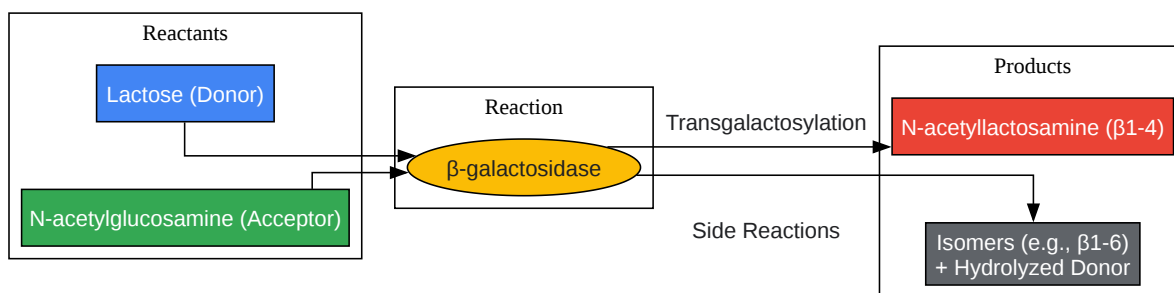 Reactants
Lactose (Donor)
N-acetylglucosamine (Acceptor)
Reaction
β-galactosidase
Transgalactosylation
Side Reactions
Products
N-acetyllactosamine (β1-4)
Isomers (e.g., β1-6)
+ Hydrolyzed Donor